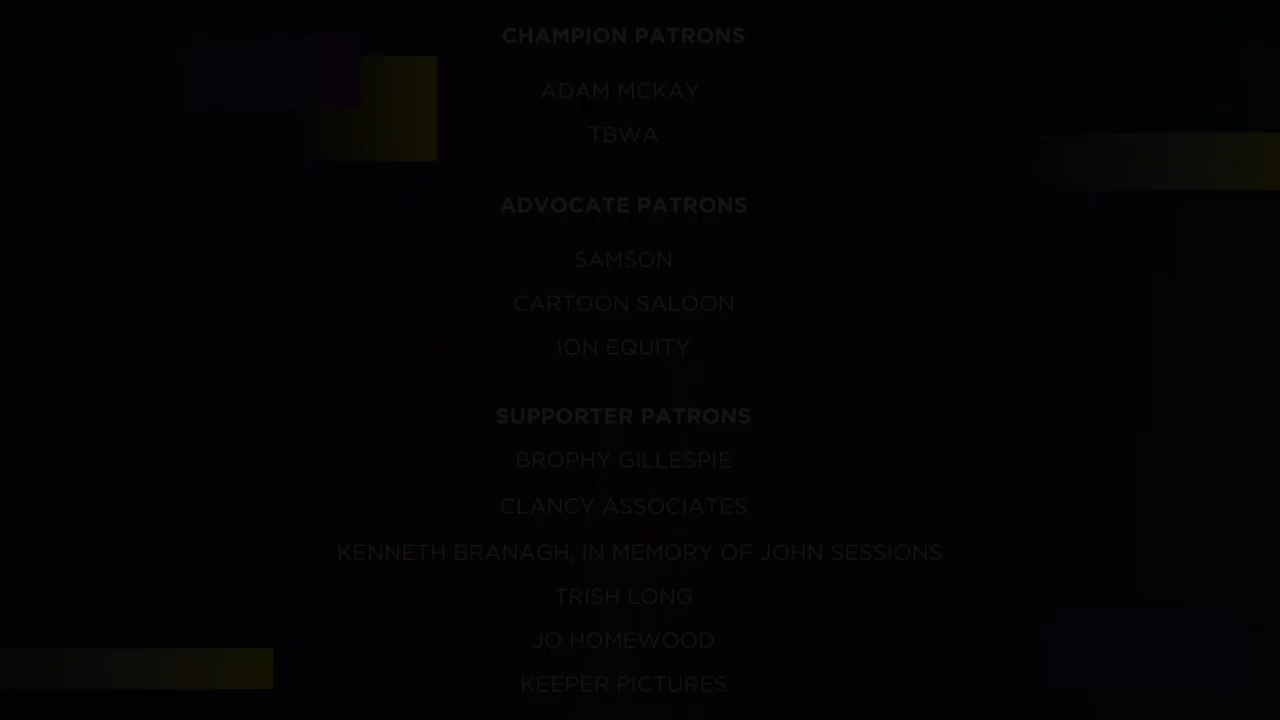 CHAMPION PATRONS
ADAM MCKAY
TBWA
ADVOCATE PATRONS
SAMSON
CARTOON SALOON
ION EQUITY
SUPPORTER PATRONS
BROPHY GILLESPIE
CLANCY ASSOCIATES
KENNETH BRANAGH, IN MEMORY OF JOHN SESSIONS
TRISH LONG
JO HOMEWOOD
KEEPER PICTURES